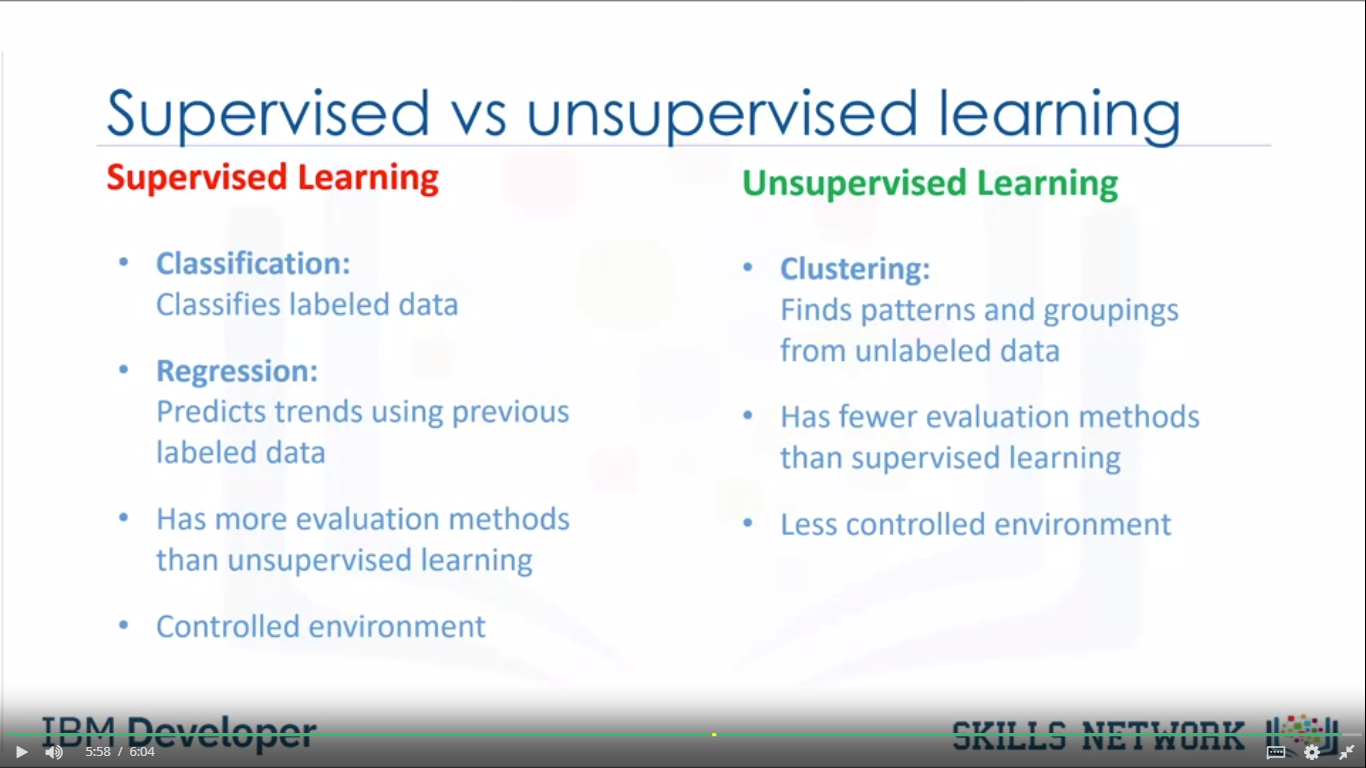 Supervised vs unsupervised learning
Supervised Learning
• Classification:
Classifies labeled data
• Regression:
Predicts trends using previous
labeled data
• Has more evaluation methods
than unsupervised learning
• Controlled environment
Unsupervised Learning
• Clustering:
Finds patterns and groupings
from unlabeled data
• Has fewer evaluation methods
than supervised learning
• Less controlled environment
IBM Developer
SKILLS NETWORK
5:58 / 6:04